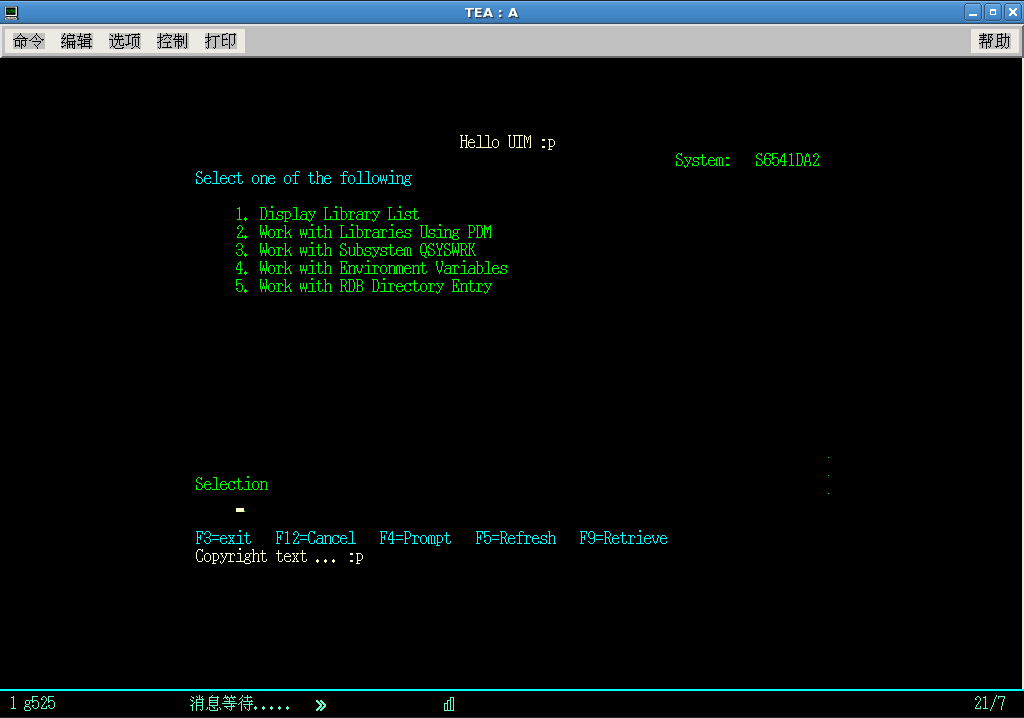 TEA : A
命令 编辑 选项 控制 打印 帮助
Hello UIM :p
System: S6541DA2
Select one of the following
1. Display Library List
2. Work with Libraries Using PDM
3. Work with Subsystem QSYSWRK
4. Work with Environment Variables
5. Work with RDB Directory Entry
Selection
F3=exit F12=Cancel F4=Prompt F5=Refresh F9=Retrieve
Copyright text ... :p
1 g525 消息等待..... 21/7